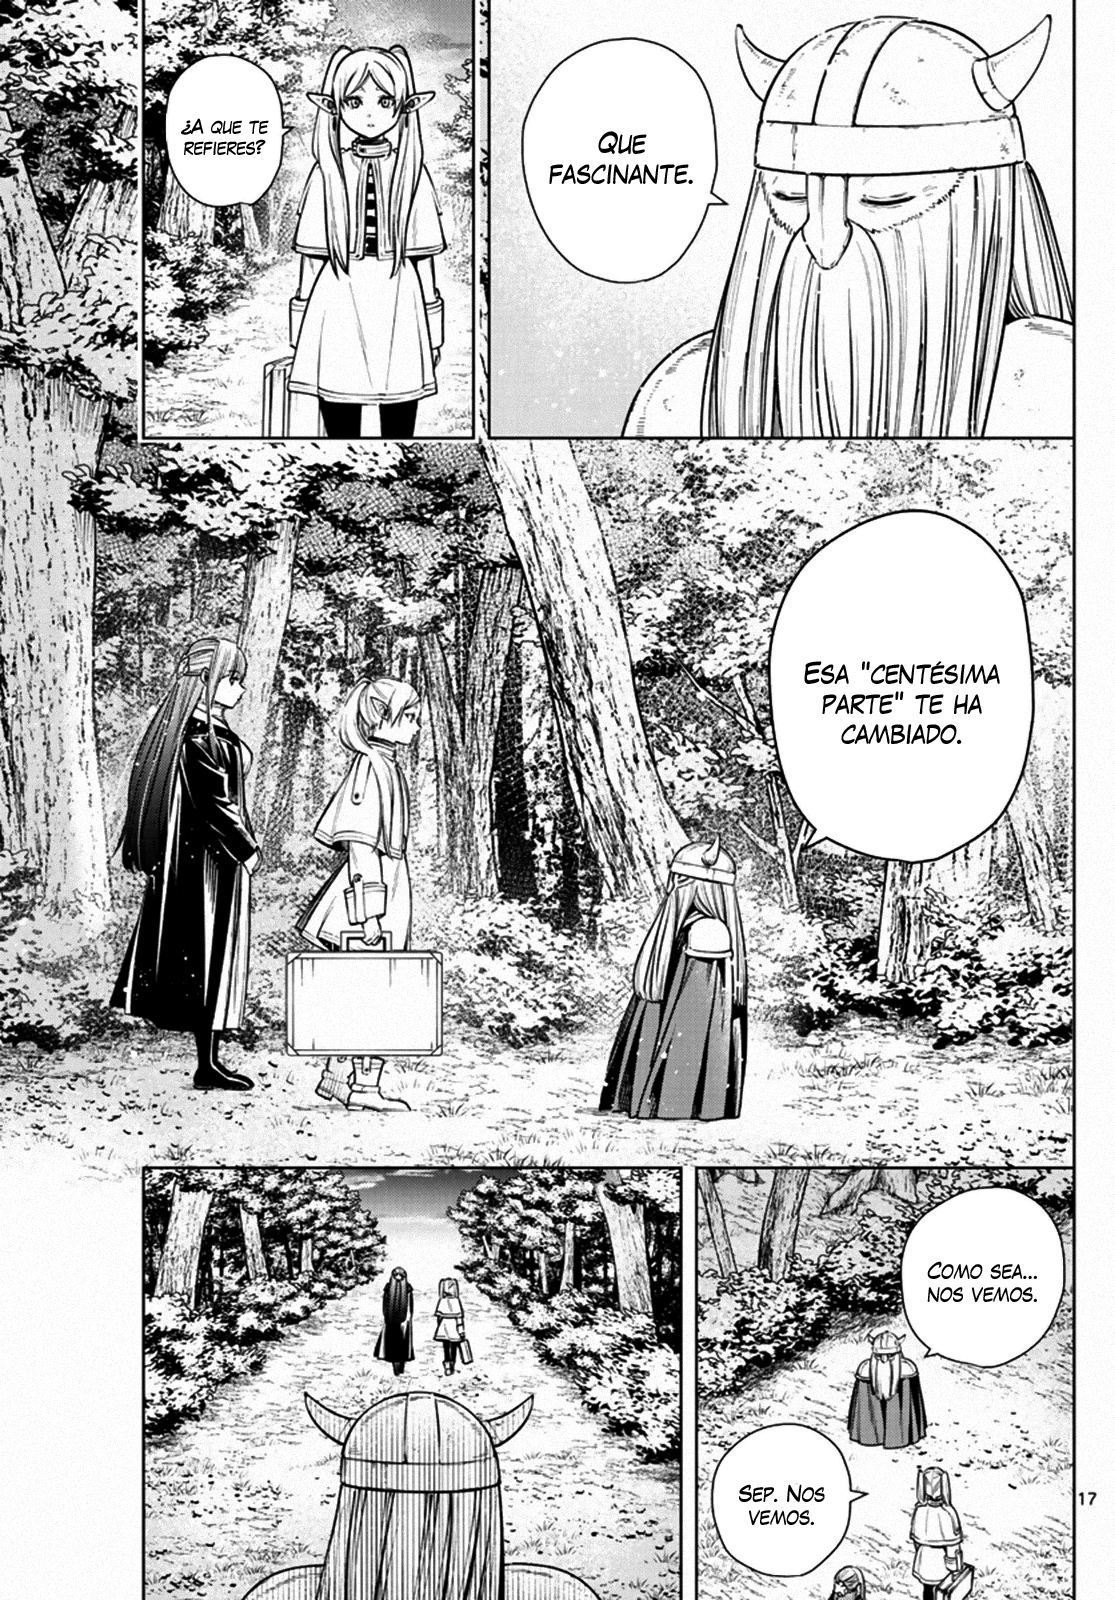 QUE
FASCINANTE.
¿A QUE TE
REFIERES?
ESA "CENTÉSIMA
PARTE" TE HA
CAMBIADO.
COMO SEA...
NOS VEMOS.
SEP. NOS
VEMOS.
17